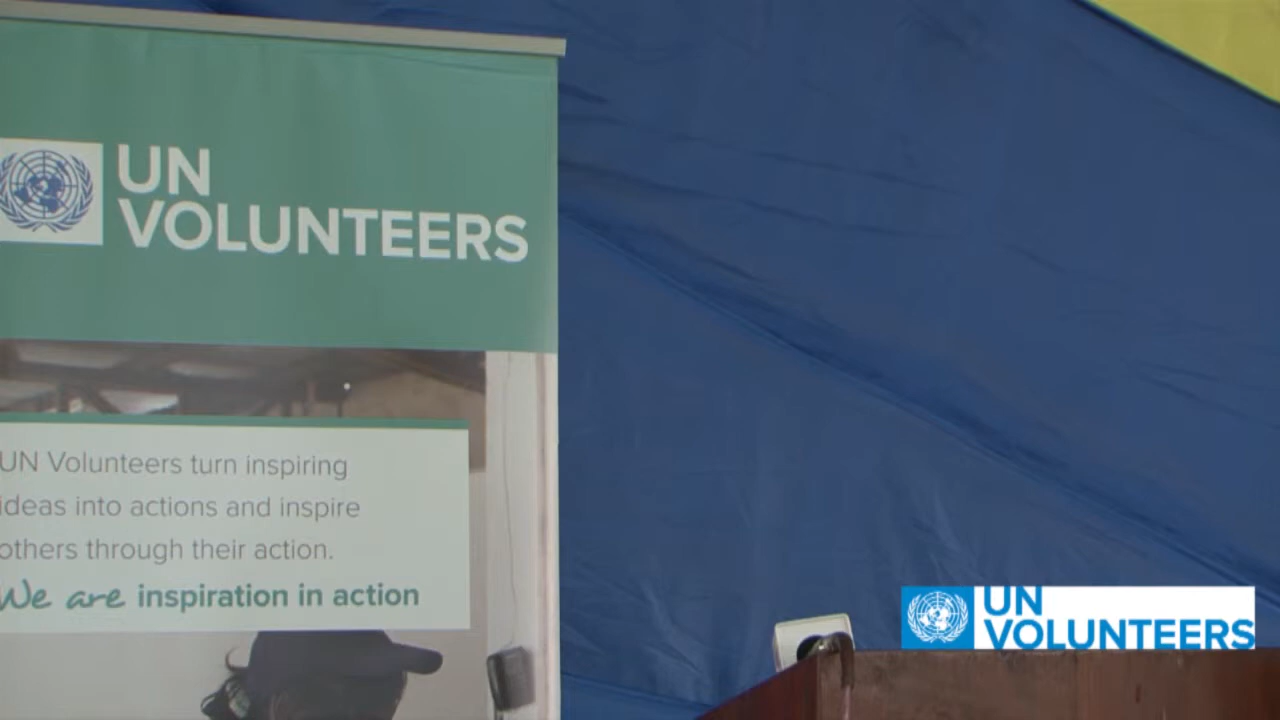 UN
VOLUNTEERS
UN Volunteers turn inspiring
ideas into actions and inspire
others through their action.
We are inspiration in action
UN
VOLUNTEERS